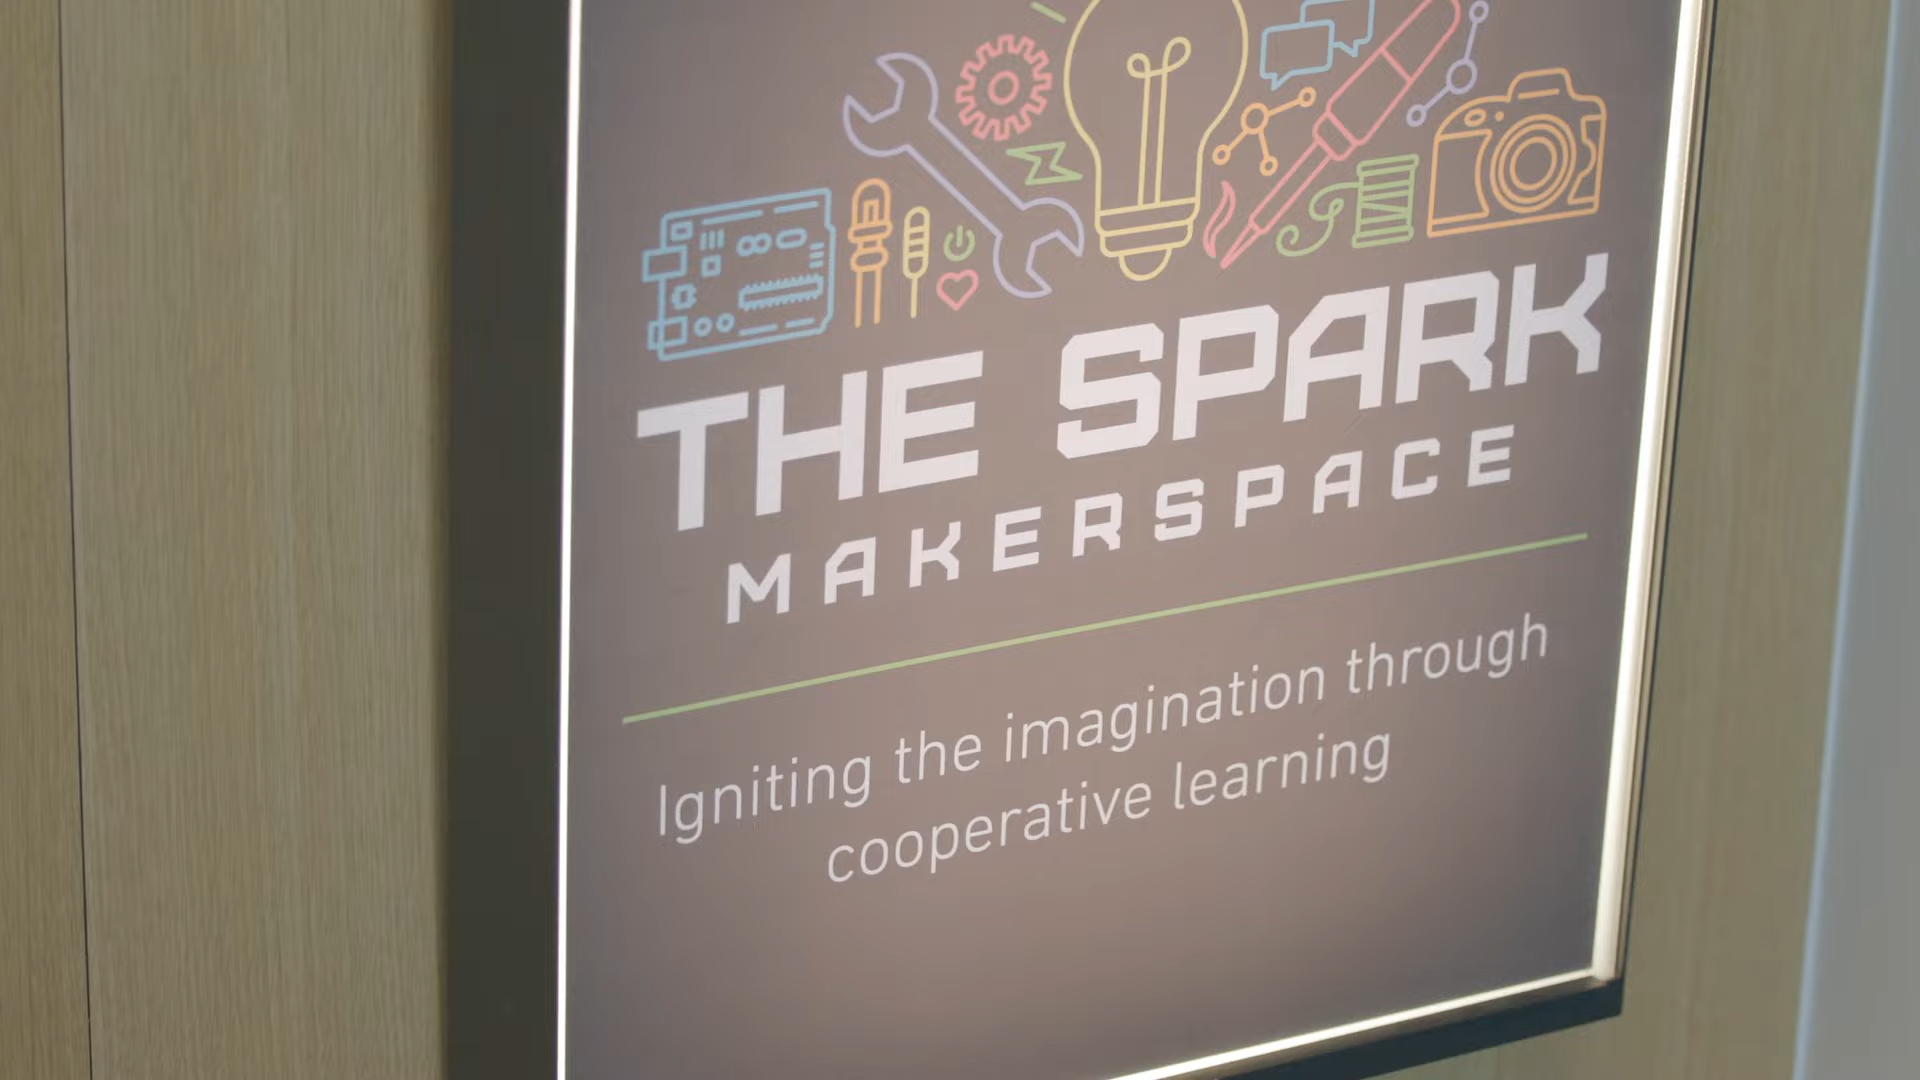 THE SPARK
MAKERSPACE
Igniting the imagination through
cooperative learning